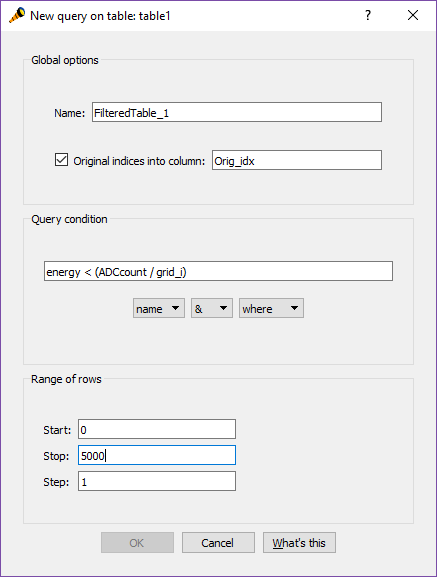 New query on table: table1
?
Global options
Name: FilteredTable_1
Original indices into column: Orig_idx
Query condition
energy < (ADCcount / grid_i)
name & where
Range of rows
Start: 0
Stop: 5000
Step: 1
OK Cancel What's this